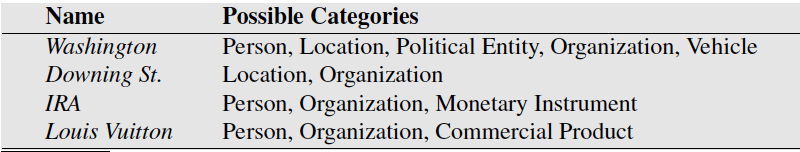 Name Possible Categories
Washington Person, Location, Political Entity, Organization, Vehicle
Downing St. Location, Organization
IRA Person, Organization, Monetary Instrument
Louis Vuitton Person, Organization, Commercial Product